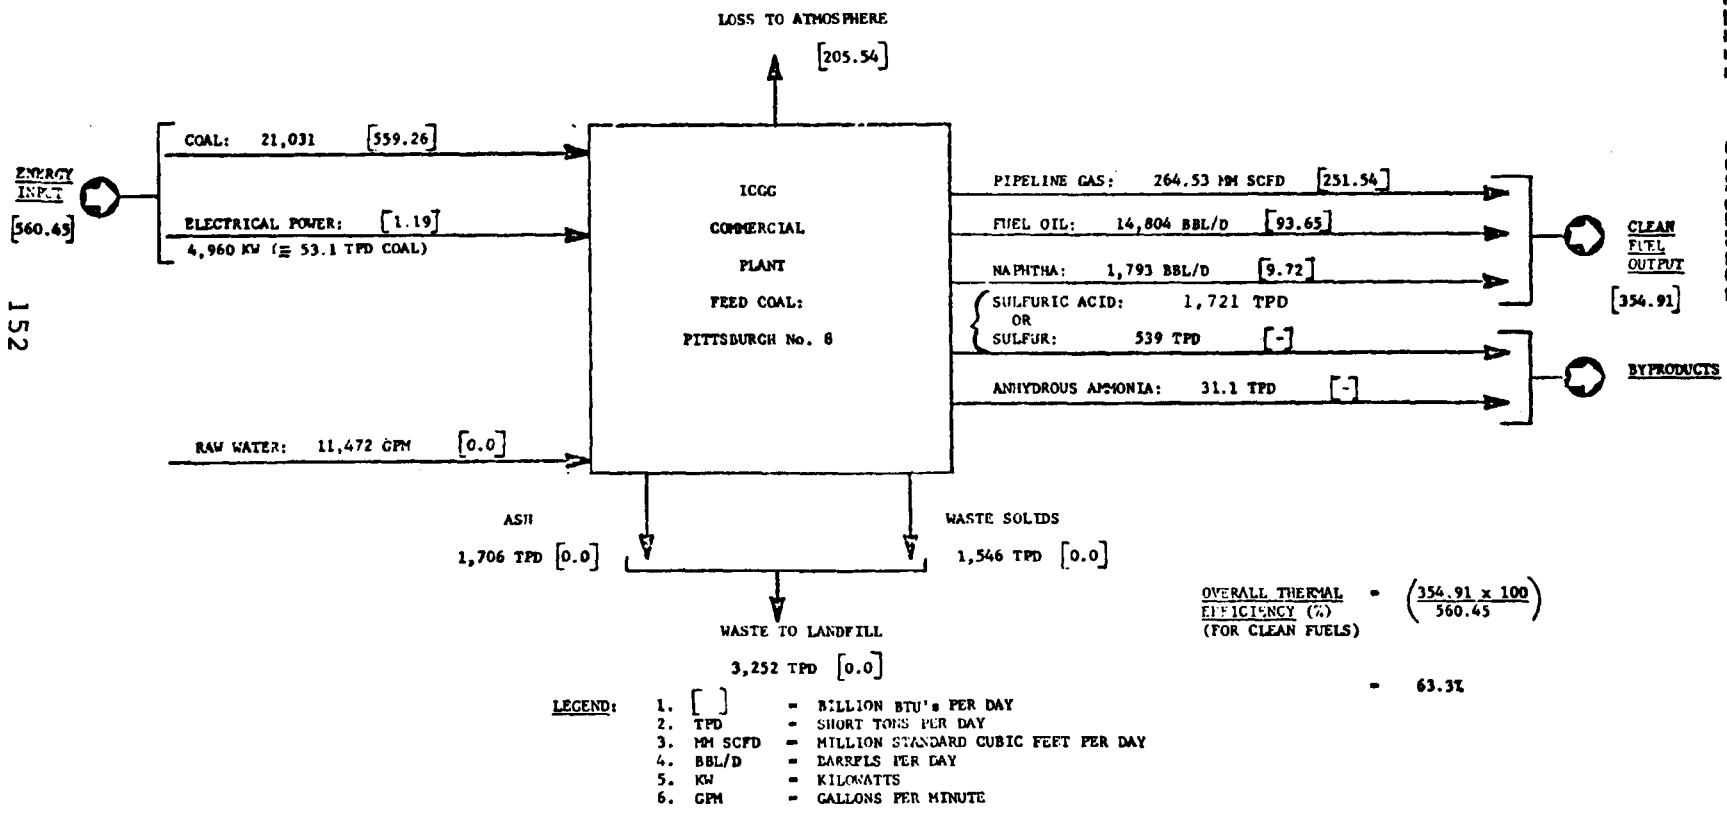 LOSS TO ATMOSPHERE
[205.54]
ENERGY
INPUT
[560.45]
COAL: 21,031 [559.26]
ELECTRICAL POWER: [1.19]
4,960 KW (≡ 53.1 TPD COAL)
RAW WATER: 11,472 GPM [0.0]
ICGG
COMMERCIAL
PLANT
FEED COAL:
PITTSBURGH No. 8
PIPELINE GAS: 264.53 MM SCFD [251.54]
FUEL OIL: 14,804 BBL/D [93.65]
NAPHTHA: 1,793 BBL/D [9.72]
SULFURIC ACID: 1,721 TPD
OR
SULFUR: 539 TPD [-]
ANHYDROUS AMMONIA: 31.1 TPD [-]
CLEAN
FUEL
OUTPUT
[354.91]
BYPRODUCTS
ASH
1,706 TPD [0.0]
WASTE SOLIDS
1,546 TPD [0.0]
WASTE TO LANDFILL
3,252 TPD [0.0]
OVERALL THERMAL = (354.91 x 100
EFFICIENCY (%) 560.45)
(FOR CLEAN FUELS)
= 63.3%
LEGEND: 1. [ ] = BILLION BTU's PER DAY
2. TPD = SHORT TONS PER DAY
3. MM SCFD = MILLION STANDARD CUBIC FEET PER DAY
4. BBL/D = BARRELS PER DAY
5. KW = KILOWATTS
6. GPM = GALLONS PER MINUTE
152